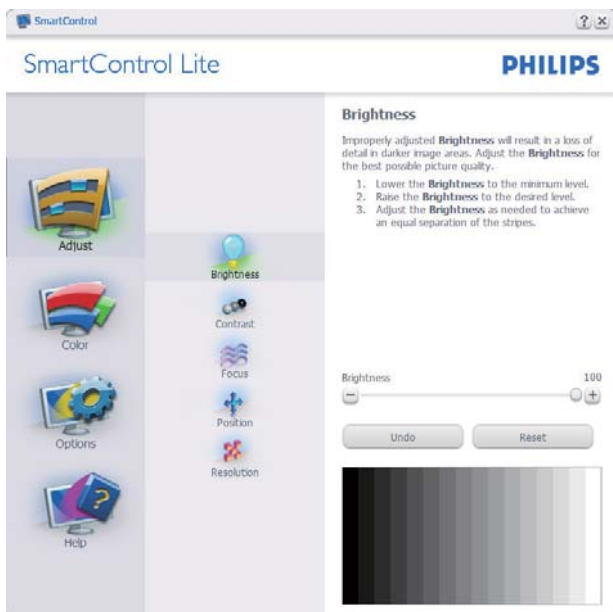 SmartControl
SmartControl Lite
PHILIPS
Adjust
Color
Options
Help
Brightness
Contrast
Focus
Position
Resolution
Brightness
Improperly adjusted Brightness will result in a loss of
detail in darker image areas. Adjust the Brightness for
the best possible picture quality.
1. Lower the Brightness to the minimum level.
2. Raise the Brightness to the desired level.
3. Adjust the Brightness as needed to achieve
an equal separation of the stripes.
Brightness 100
Undo Reset